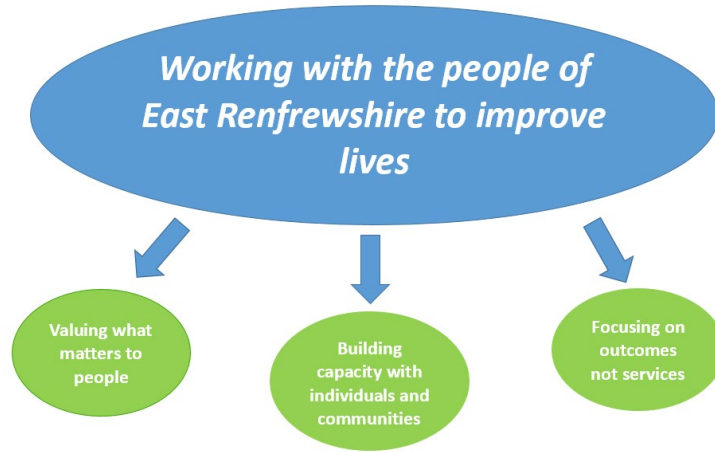 Working with the people of
East Renfrewshire to improve
lives
Valuing what
matters to
people
Building
capacity with
individuals and
communities
Focusing on
outcomes
not services